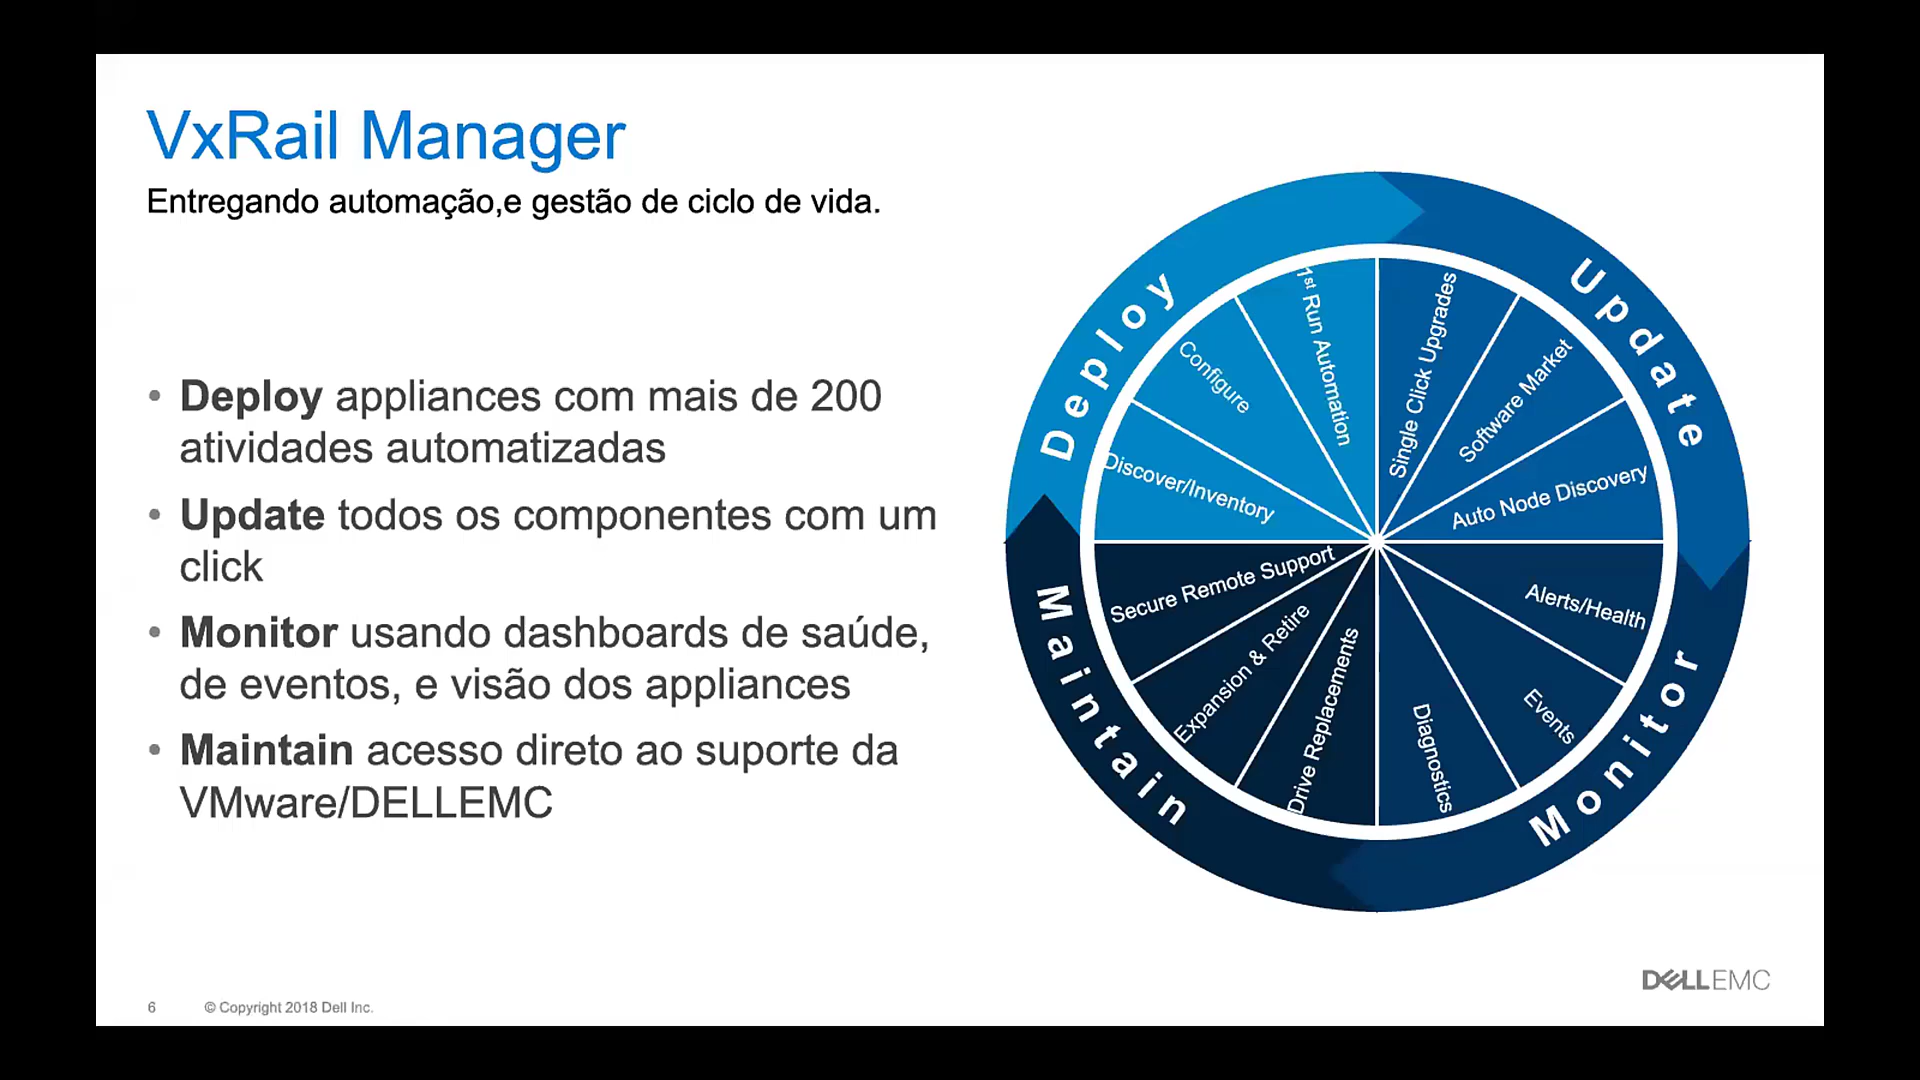 VxRail Manager
Entregando automação,e gestão de ciclo de vida.
• Deploy appliances com mais de 200
atividades automatizadas
• Update todos os componentes com um
click
• Monitor usando dashboards de saúde,
de eventos, e visão dos appliances
• Maintain acesso direto ao suporte da
VMware/DELLEMC
Deploy
Discover/Inventory
Configure
1st Run Automation
Update
Single Click Upgrades
Software Market
Auto Node Discovery
Monitor
Alerts/Health
Events
Diagnostics
Maintain
Drive Replacements
Expansion & Retire
Secure Remote Support
6
© Copyright 2018 Dell Inc.
DELLEMC